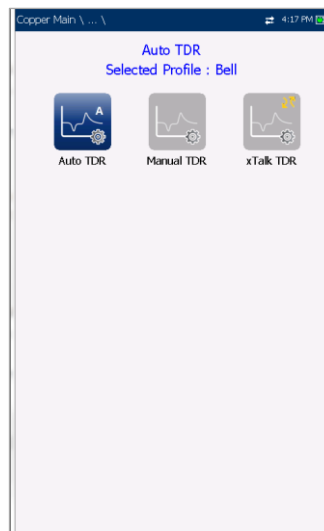 Copper Main \ ... \ 4:17 PM
Auto TDR
Selected Profile : Bell
A
Auto TDR Manual TDR xTalk TDR